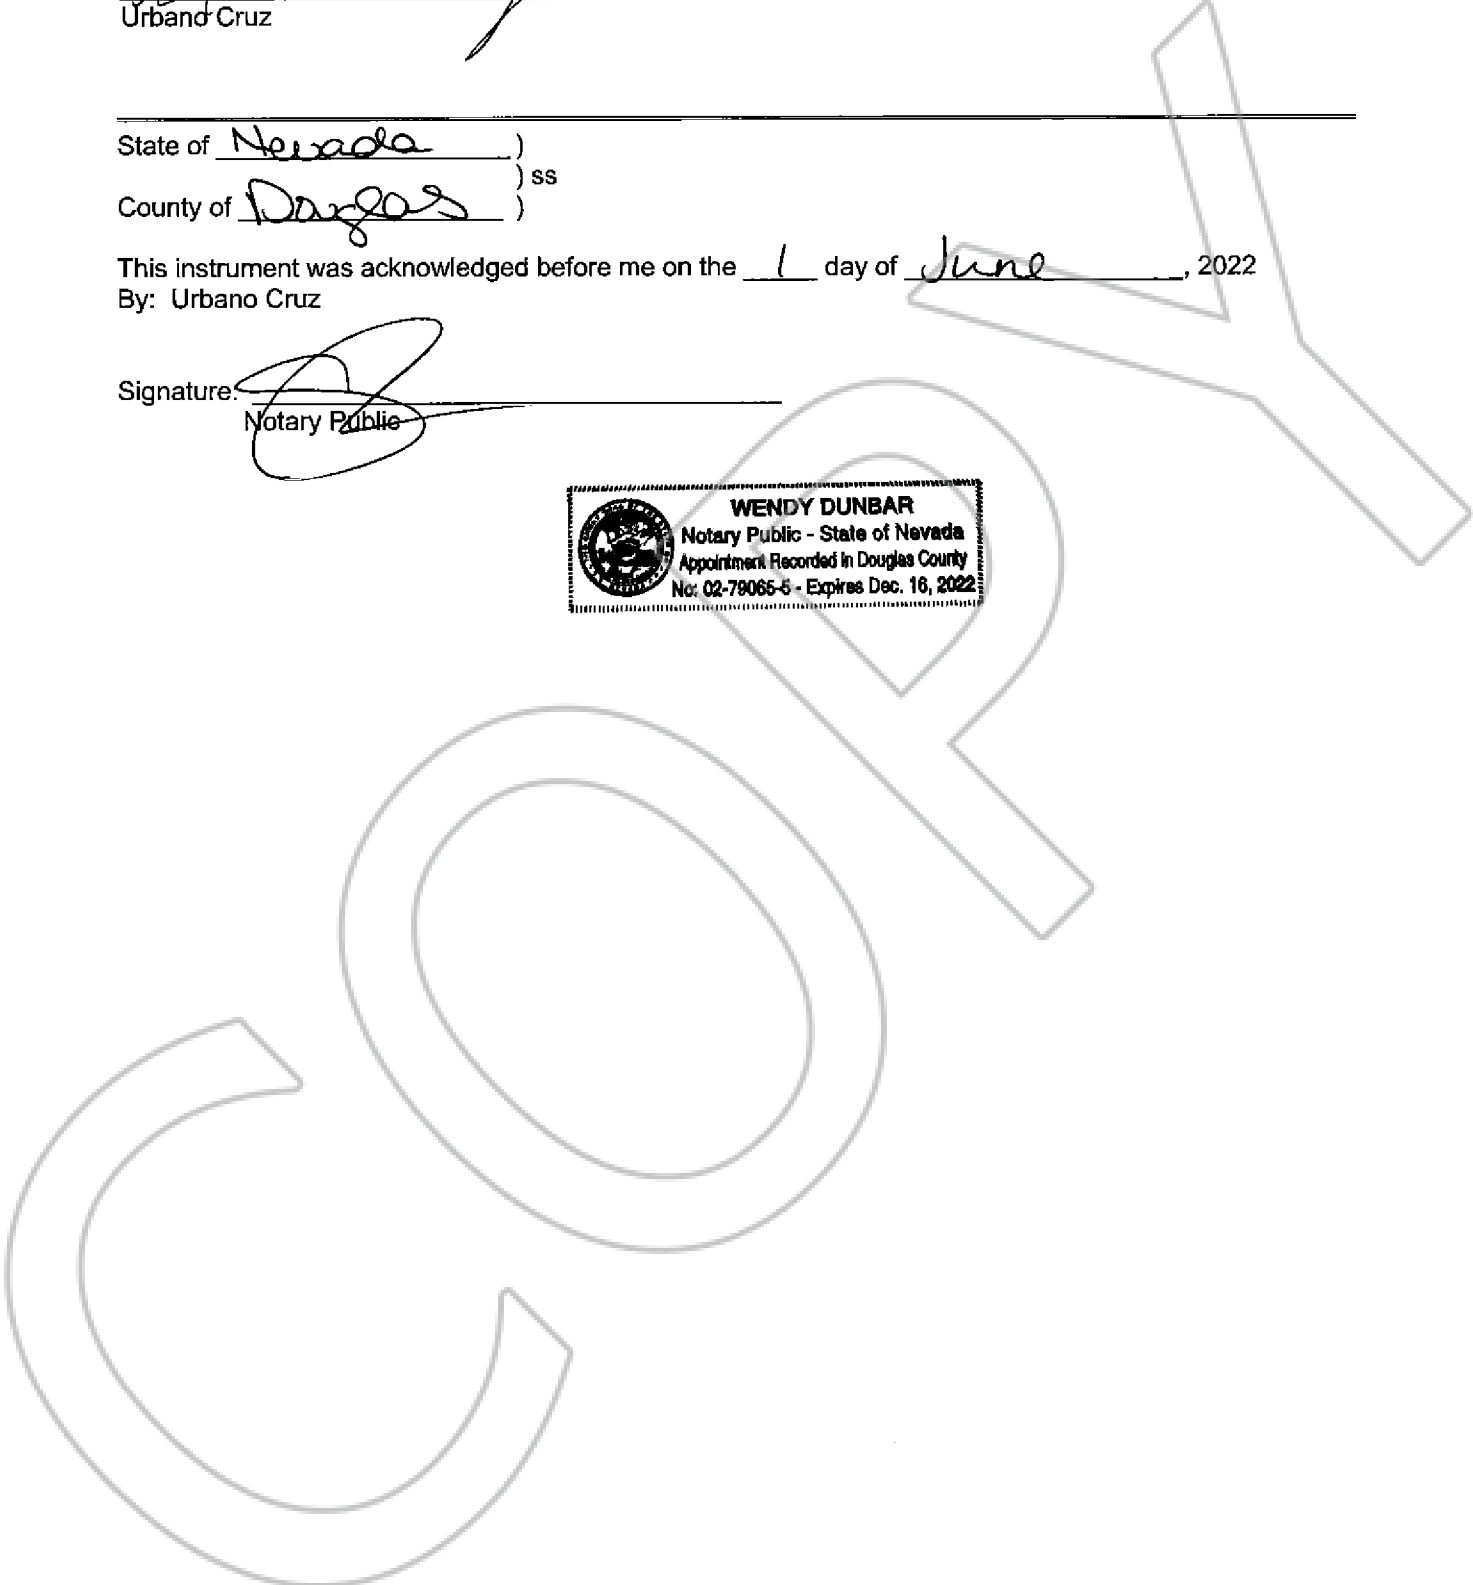 Urbano Cruz
State of Nevada )
) ss
County of Douglas )
This instrument was acknowledged before me on the 1 day of June, 2022
By: Urbano Cruz
Signature:
Notary Public
WENDY DUNBAR
Notary Public - State of Nevada
Appointment Recorded in Douglas County
No: 02-79065-5 - Expires Dec. 16, 2022
COPY